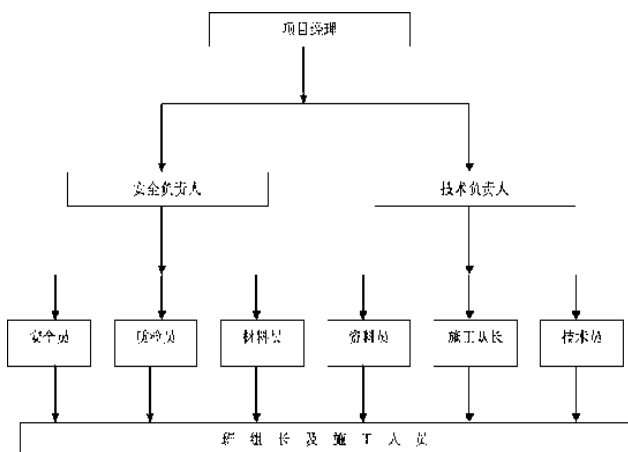 项目经理
安全负责人
技术负责人
安全员
质检员
材料员
资料员
施工队长
技术员
班 组 长 及 施 工 人 员